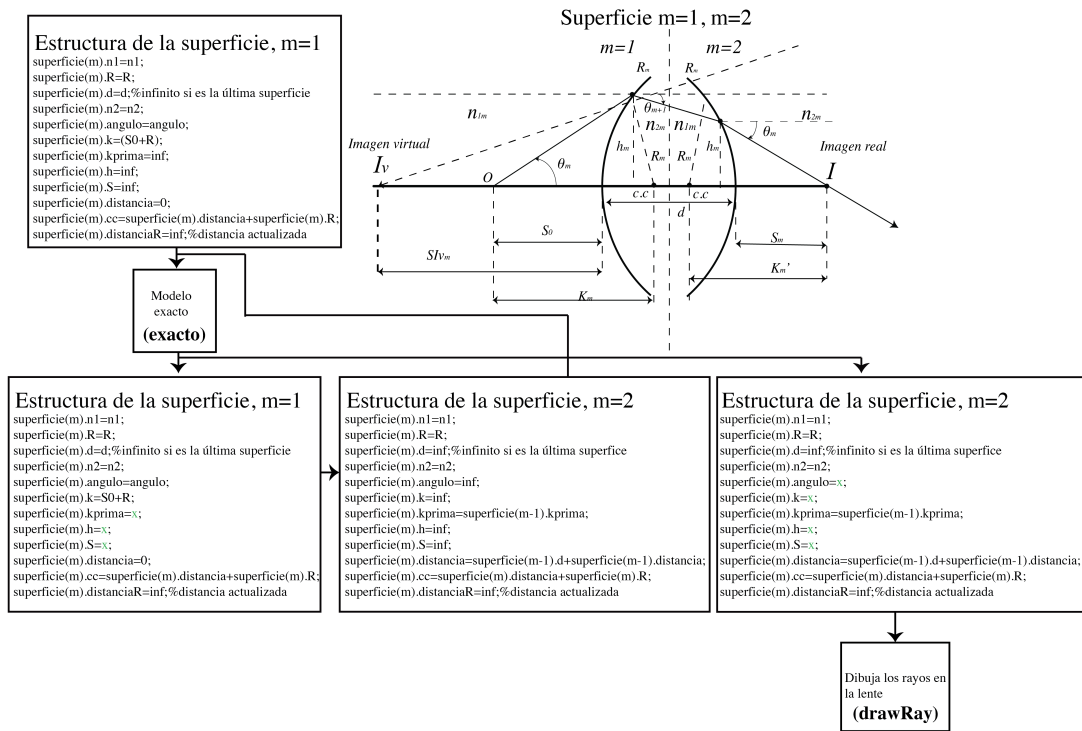 Estructura de la superficie, m=1
superficie(m).n1=n1;
superficie(m).R=R;
superficie(m).d=d;%infinito si es la última superficie
superficie(m).n2=n2;
superficie(m).angulo=angulo;
superficie(m).k=(S0+R);
superficie(m).kprima=inf;
superficie(m).h=inf;
superficie(m).S=inf;
superficie(m).distancia=0;
superficie(m).cc=superficie(m).distancia+superficie(m).R;
superficie(m).distanciaR=inf;%distancia actualizada
Superficie m=1, m=2
m=1
m=2
Rₘ
Rₘ
n₁ₘ
θₘ₊₁
n₂ₘ
n₁ₘ
n₂ₘ
Imagen virtual
Iᵥ
O
θₘ
hₘ
Rₘ
Rₘ
hₘ
θₘ
Imagen real
I
c.c
c.c
d
S₀
SIvₘ
Kₘ
Sₘ
Kₘ'
Modelo
exacto
(exacto)
Estructura de la superficie, m=1
superficie(m).n1=n1;
superficie(m).R=R;
superficie(m).d=d;%infinito si es la última superficie
superficie(m).n2=n2;
superficie(m).angulo=angulo;
superficie(m).k=S0+R;
superficie(m).kprima=x;
superficie(m).h=x;
superficie(m).S=x;
superficie(m).distancia=0;
superficie(m).cc=superficie(m).distancia+superficie(m).R;
superficie(m).distanciaR=inf;%distancia actualizada
Estructura de la superficie, m=2
superficie(m).n1=n1;
superficie(m).R=R;
superficie(m).d=inf;%infinito si es la última superfice
superficie(m).n2=n2;
superficie(m).angulo=inf;
superficie(m).k=inf;
superficie(m).kprima=superficie(m-1).kprima;
superficie(m).h=inf;
superficie(m).S=inf;
superficie(m).distancia=superficie(m-1).d+superficie(m-1).distancia;
superficie(m).cc=superficie(m).distancia+superficie(m).R;
superficie(m).distanciaR=inf;%distancia actualizada
Estructura de la superficie, m=2
superficie(m).n1=n1;
superficie(m).R=R;
superficie(m).d=inf;%infinito si es la última superfice
superficie(m).n2=n2;
superficie(m).angulo=x;
superficie(m).k=x;
superficie(m).kprima=superficie(m-1).kprima;
superficie(m).h=x;
superficie(m).S=x;
superficie(m).distancia=superficie(m-1).d+superficie(m-1).distancia;
superficie(m).cc=superficie(m).distancia+superficie(m).R;
superficie(m).distanciaR=inf;%distancia actualizada
Dibuja los rayos en
la lente
(drawRay)